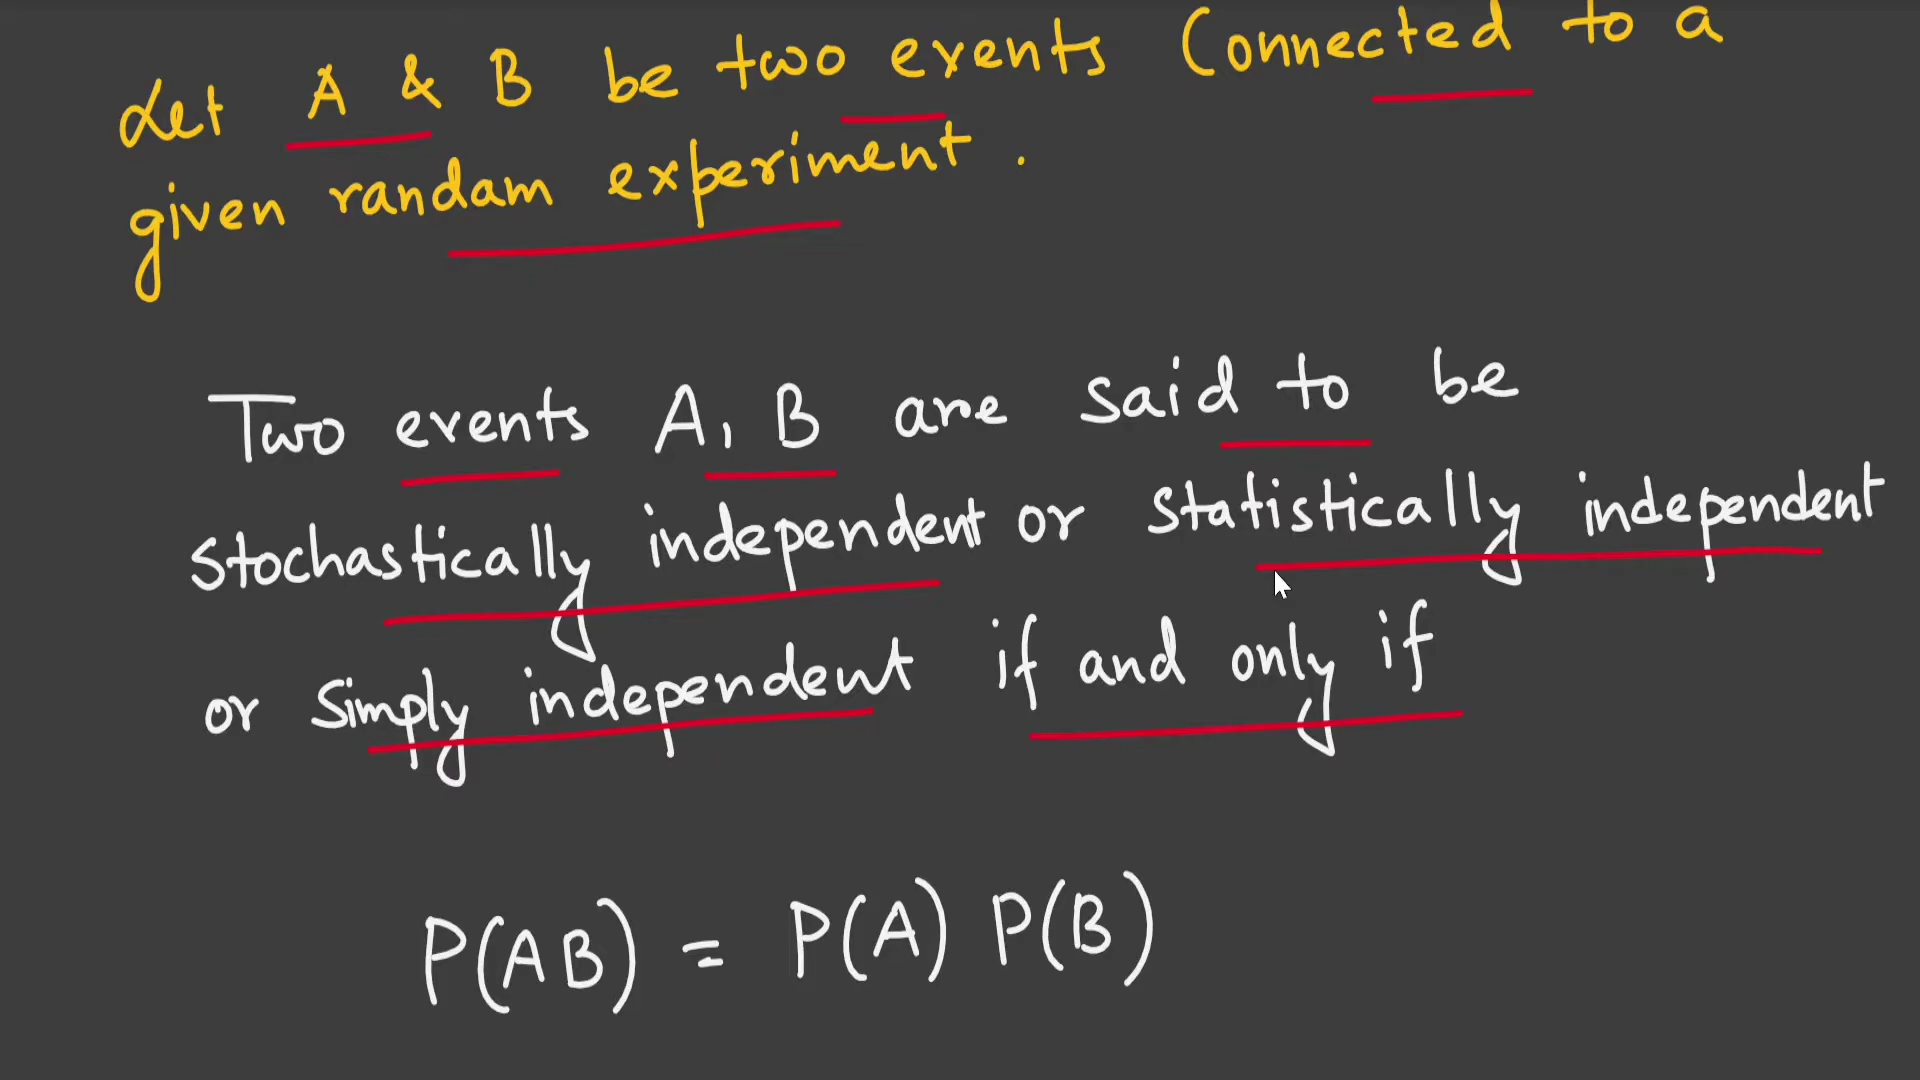 Let A & B be two events Connected to a
given randam experiment.
Two events A, B are said to be
stochastically independent or statistically independent
or simply independent if and only if
P(AB) = P(A) P(B)